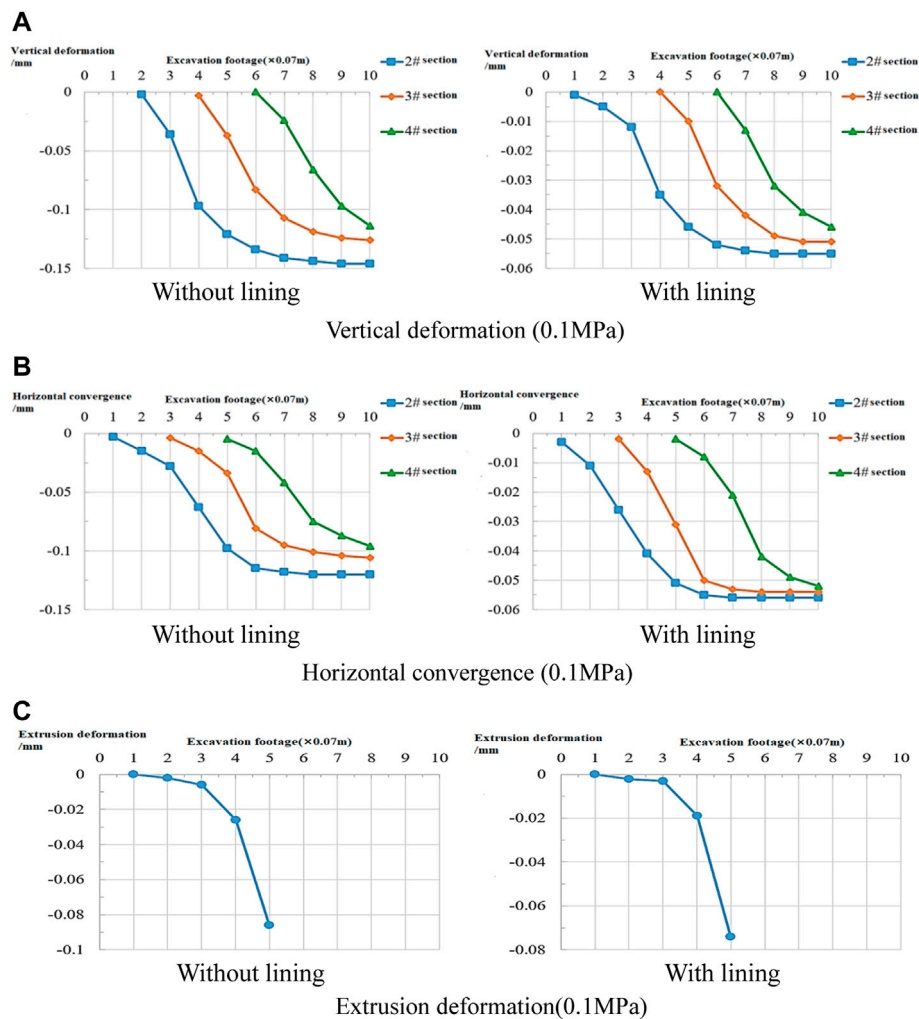 A
Vertical deformation
/mm
Excavation footage(×0.07m)
0 1 2 3 4 5 6 7 8 9 10
0
-0.05
-0.1
-0.15
2# section
3# section
4# section
Without lining
Vertical deformation
/mm
Excavation footage(×0.07m)
0 1 2 3 4 5 6 7 8 9 10
0
-0.01
-0.02
-0.03
-0.04
-0.05
-0.06
2# section
3# section
4# section
With lining
Vertical deformation (0.1MPa)
B
Horizontal convergence
/mm
Excavation footage(×0.07m)
0 1 2 3 4 5 6 7 8 9 10
0
-0.05
-0.1
-0.15
2# section
3# section
4# section
Without lining
Horizontal convergence
/mm
Excavation footage(×0.07m)
0 1 2 3 4 5 6 7 8 9 10
0
-0.01
-0.02
-0.03
-0.04
-0.05
-0.06
2# section
3# section
4# section
With lining
Horizontal convergence (0.1MPa)
C
Extrusion deformation
/mm
Excavation footage(×0.07m)
0 1 2 3 4 5 6 7 8 9 10
0
-0.02
-0.04
-0.06
-0.08
-0.1
Without lining
Extrusion deformation
/mm
Excavation footage(×0.07m)
0 1 2 3 4 5 6 7 8 9 10
0
-0.02
-0.04
-0.06
-0.08
With lining
Extrusion deformation(0.1MPa)